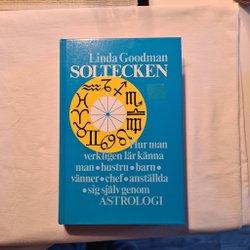 Linda Goodman
SOLTECKEN
Hur man
verkligen lär känna
man • hustru • barn •
vänner • chef • anställda
• sig själv genom
ASTROLOGI